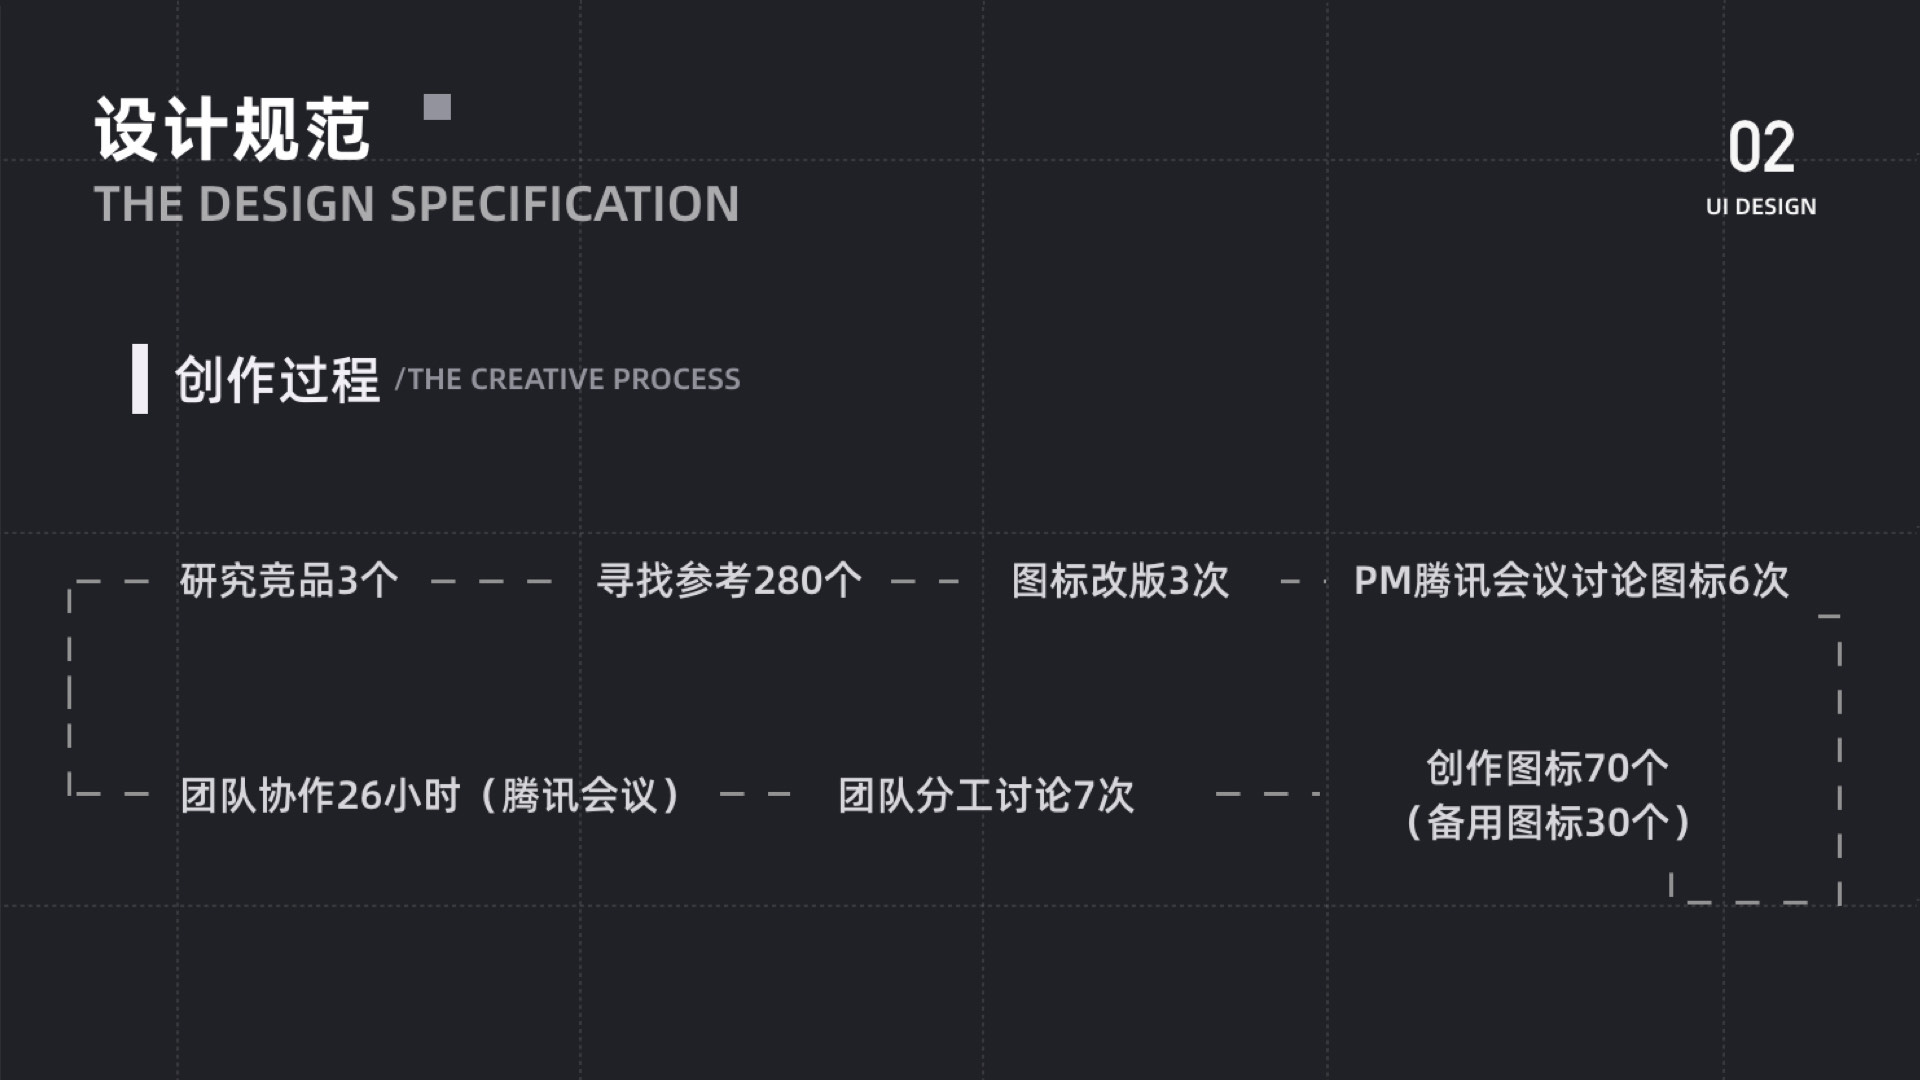 设计规范
THE DESIGN SPECIFICATION
02
UI DESIGN
创作过程 /THE CREATIVE PROCESS
研究竞品3个
寻找参考280个
图标改版3次
PM腾讯会议讨论图标6次
团队协作26小时（腾讯会议）
团队分工讨论7次
创作图标70个
（备用图标30个）